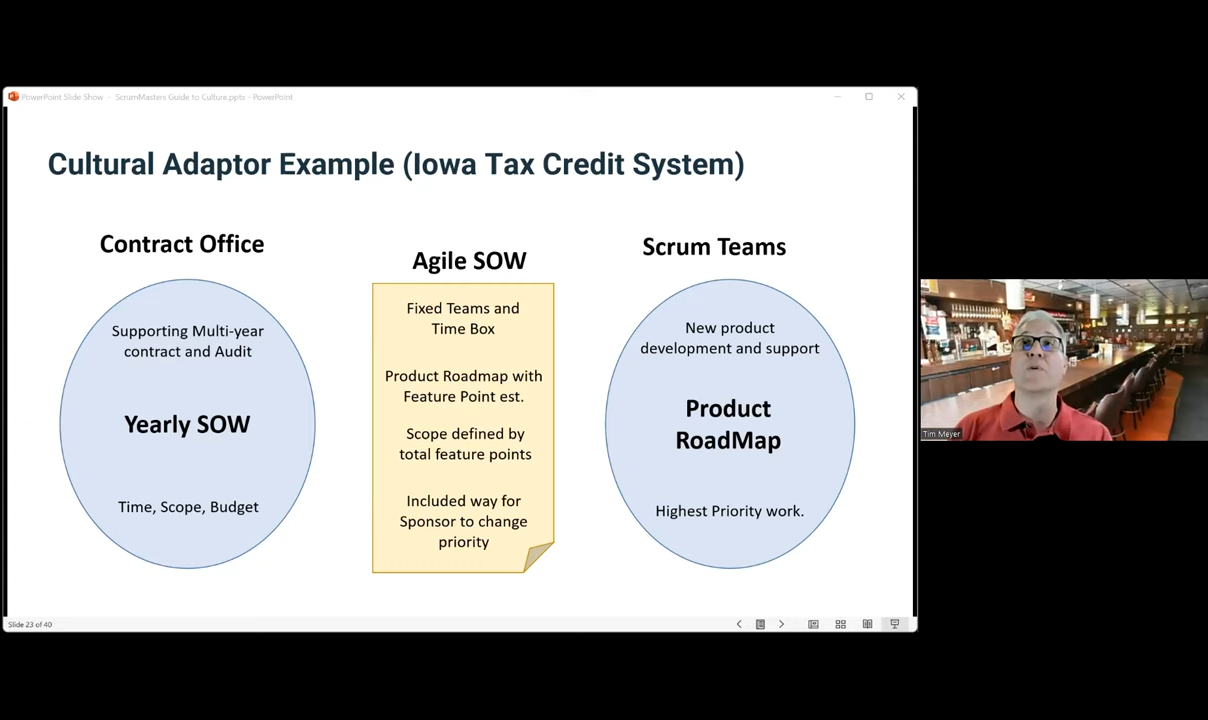 PowerPoint Slide Show - ScrumMasters Guide to Culture.ppts - PowerPoint
Cultural Adaptor Example (Iowa Tax Credit System)
Contract Office
Supporting Multi-year
contract and Audit
Yearly SOW
Time, Scope, Budget
Agile SOW
Fixed Teams and
Time Box
Product Roadmap with
Feature Point est.
Scope defined by
total feature points
Included way for
Sponsor to change
priority
Scrum Teams
New product
development and support
Product
RoadMap
Highest Priority work.
Tim Meyer
Slide 23 of 40